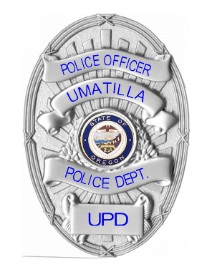 POLICE OFFICER
UMATILLA
STATE OF
OREGON
POLICE DEPT.
UPD